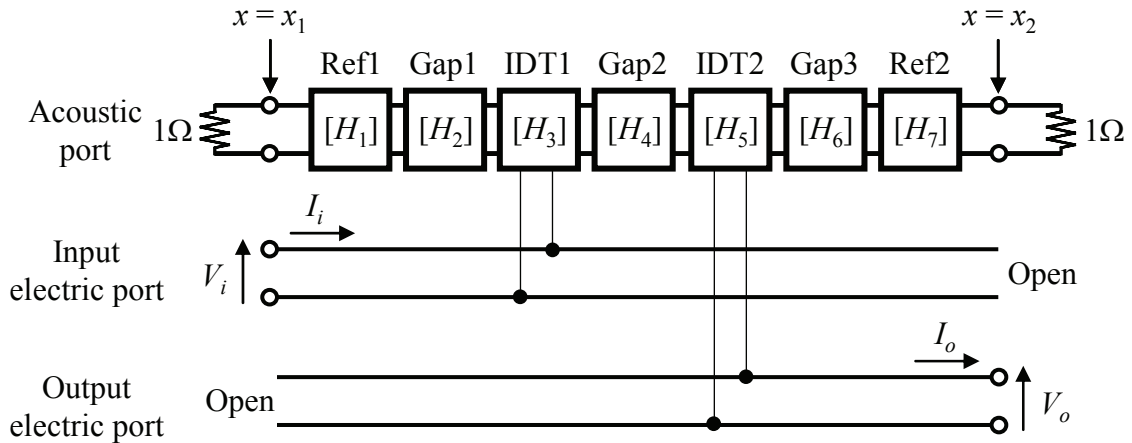 x = x1 x = x2
Ref1 Gap1 IDT1 Gap2 IDT2 Gap3 Ref2
Acoustic
port
1Ω [H1] [H2] [H3] [H4] [H5] [H6] [H7] 1Ω
Ii
Input
electric port
Vi
Open
Io
Output
electric port
Open
Vo